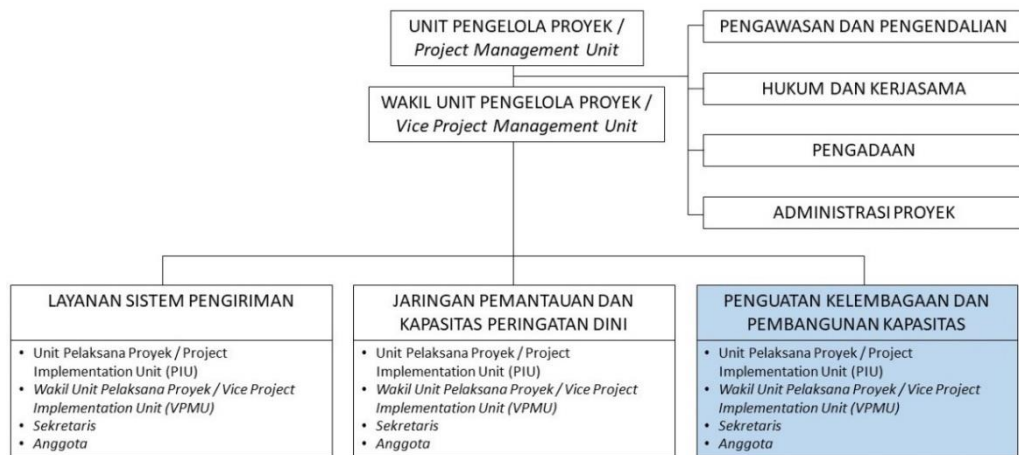 UNIT PENGELOLA PROYEK /
Project Management Unit
WAKIL UNIT PENGELOLA PROYEK /
Vice Project Management Unit
PENGAWASAN DAN PENGENDALIAN
HUKUM DAN KERJASAMA
PENGADAAN
ADMINISTRASI PROYEK
LAYANAN SISTEM PENGIRIMAN
• Unit Pelaksana Proyek / Project
Implementation Unit (PIU)
• Wakil Unit Pelaksana Proyek / Vice Project
Implementation Unit (VPMU)
• Sekretaris
• Anggota
JARINGAN PEMANTAUAN DAN
KAPASITAS PERINGATAN DINI
• Unit Pelaksana Proyek / Project
Implementation Unit (PIU)
• Wakil Unit Pelaksana Proyek / Vice Project
Implementation Unit (VPMU)
• Sekretaris
• Anggota
PENGUATAN KELEMBAGAAN DAN
PEMBANGUNAN KAPASITAS
• Unit Pelaksana Proyek / Project
Implementation Unit (PIU)
• Wakil Unit Pelaksana Proyek / Vice Project
Implementation Unit (VPMU)
• Sekretaris
• Anggota